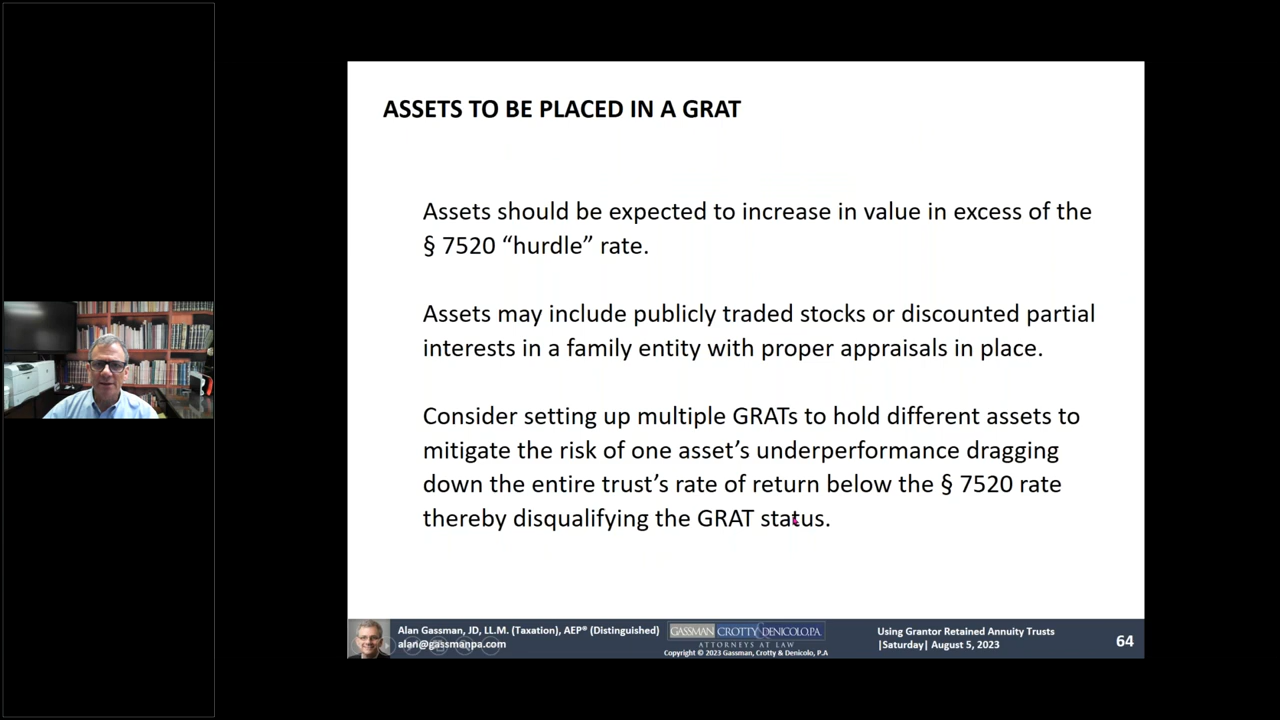 ASSETS TO BE PLACED IN A GRAT
Assets should be expected to increase in value in excess of the
§ 7520 “hurdle” rate.
Assets may include publicly traded stocks or discounted partial
interests in a family entity with proper appraisals in place.
Consider setting up multiple GRATs to hold different assets to
mitigate the risk of one asset’s underperformance dragging
down the entire trust’s rate of return below the § 7520 rate
thereby disqualifying the GRAT status.
Alan Gassman, JD, LL.M. (Taxation), AEP® (Distinguished)
alan@gassmanpa.com
GASSMAN CROTTY DENICOLO, P.A.
ATTORNEYS AT LAW
Copyright © 2023 Gassman, Crotty & Denicolo, P.A
Using Grantor Retained Annuity Trusts
|Saturday| August 5, 2023
64